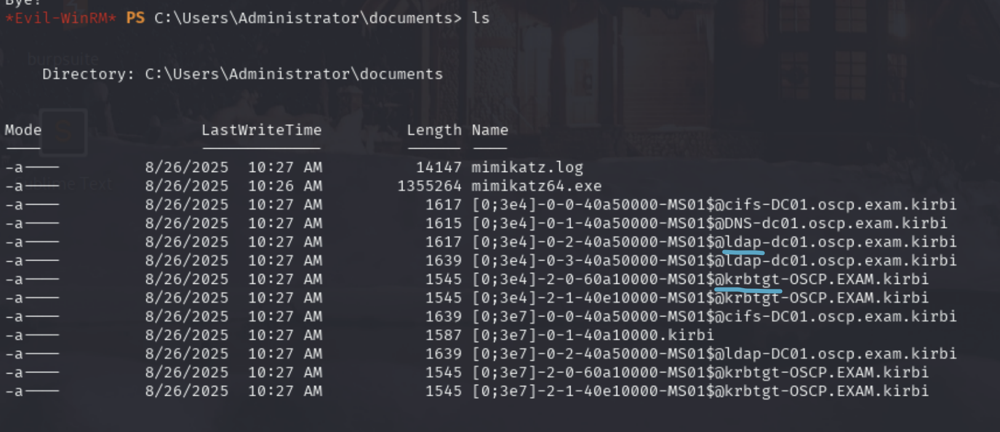 Bye!
*Evil-WinRM* PS C:\Users\Administrator\documents> ls
burpsuite
Directory: C:\Users\Administrator\documents
Mode LastWriteTime Length Name
-a---- 8/26/2025 10:27 AM 14147 mimikatz.log
Sublime Text
-a---- 8/26/2025 10:26 AM 1355264 mimikatz64.exe
-a---- 8/26/2025 10:27 AM 1617 [0;3e4]-0-0-40a50000-MS01$@cifs-DC01.oscp.exam.kirbi
-a---- 8/26/2025 10:27 AM 1615 [0;3e4]-0-1-40a50000-MS01$@DNS-dc01.oscp.exam.kirbi
-a---- 8/26/2025 10:27 AM 1617 [0;3e4]-0-2-40a50000-MS01$@ldap-dc01.oscp.exam.kirbi
-a---- 8/26/2025 10:27 AM 1639 [0;3e4]-0-3-40a50000-MS01$@ldap-dc01.oscp.exam.kirbi
-a---- 8/26/2025 10:27 AM 1545 [0;3e4]-2-0-60a10000-MS01$@krbtgt-OSCP.EXAM.kirbi
-a---- 8/26/2025 10:27 AM 1545 [0;3e4]-2-1-40e10000-MS01$@krbtgt-OSCP.EXAM.kirbi
-a---- 8/26/2025 10:27 AM 1639 [0;3e7]-0-0-40a50000-MS01$@cifs-DC01.oscp.exam.kirbi
-a---- 8/26/2025 10:27 AM 1587 [0;3e7]-0-1-40a10000.kirbi
-a---- 8/26/2025 10:27 AM 1639 [0;3e7]-0-2-40a50000-MS01$@ldap-DC01.oscp.exam.kirbi
-a---- 8/26/2025 10:27 AM 1545 [0;3e7]-2-0-60a10000-MS01$@krbtgt-OSCP.EXAM.kirbi
-a---- 8/26/2025 10:27 AM 1545 [0;3e7]-2-1-40e10000-MS01$@krbtgt-OSCP.EXAM.kirbi